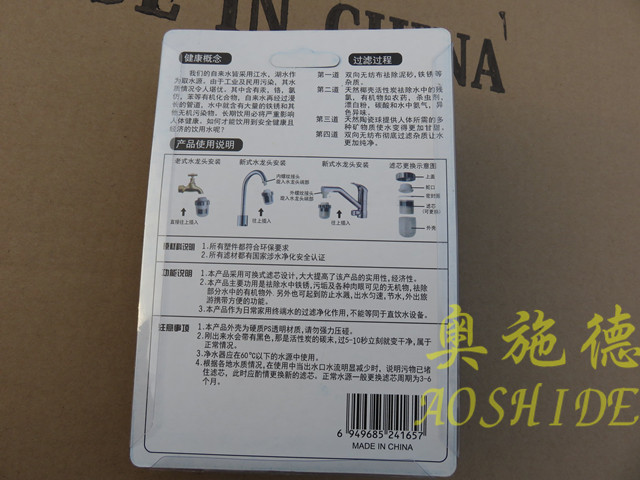 IN CHINA
健康概念
我们的自来水皆采用江水、湖水作
为取水源。由于工业及民用污染，其水
质情况令人堪优。其中含有汞、铬、氯
仿、苯等有机化合物，自来水再经过漫
长的管道，水中就含有大量的铁锈和其
他无机污染物。长期饮用必将严重影响
人体健康。如何才能饮用到安全健康且
经济的饮用水呢？
过滤过程
第一道 双向无纺布祛除泥砂,铁锈等
杂质。
第二道 天然椰壳活性炭祛除水中的残
氯，有机物如农药，杀虫剂,
漂白粉，硫酸和水中氨气，异
色异味。
第三道 天然陶瓷球提供人体所需的多
种矿物质使水变得更加甘甜。
第四道 双向无纺布彻底过滤杂质让水
更加纯净。
产品使用说明
老式水龙头安装
新式水龙头安装
新式水龙头安装
滤芯更换示意图
直接往上插入
往上插入
往上插入
上盖
密封圈
滤芯
外壳
原材料说明
1.所有塑件都符合环保要求
2.所有滤材都有国家涉水净化安全认证
功能说明
1.本产品采用可换式滤芯设计,大大提高了该产品的实用性,经济性。
2.本产品主要功用是祛除水中铁锈,污垢及各种肉眼可见的无机物,祛除
部分水中的有机物外.另外也可起到防止水溅,出水匀速,节水,外出旅
游携带方便的功能。
3.本产品作为日常家用终端水的过滤净化作用,不能等同于直饮水设备。
注意事项
1.本产品外壳为硬质PS透明材质,请勿强力压碰。
2.刚出来水会带有黑色,那是活性炭的碳末,过5-10秒立刻就变干净,属于
正常情况。
3.净水器应在60℃以下的水源中使用。
4.根据各地水质情况,在使用中当出水口水流明显减少时，说明污物已堵
住滤芯，此时应酌情更换新的滤芯。正常水源一般更换滤芯周期为3-6
个月。
6 949685 241657
MADE IN CHINA
奥施德
AOSHIDE